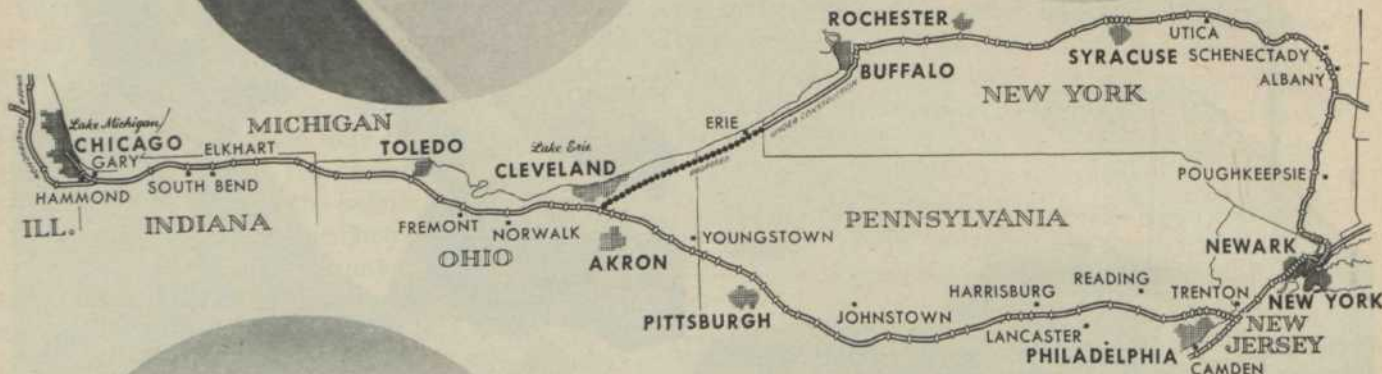 ROCHESTER
BUFFALO
SYRACUSE
UTICA
SCHENECTADY
ALBANY
NEW YORK
UNDER CONSTRUCTION
PROPOSED
ERIE
Lake Michigan
CHICAGO
GARY
HAMMOND
MICHIGAN
ELKHART
SOUTH BEND
ILL.
INDIANA
TOLEDO
Lake Erie
CLEVELAND
FREMONT
NORWALK
OHIO
AKRON
YOUNGSTOWN
PENNSYLVANIA
PITTSBURGH
JOHNSTOWN
HARRISBURG
LANCASTER
READING
PHILADELPHIA
TRENTON
CAMDEN
POUGHKEEPSIE
NEWARK
NEW YORK
NEW
JERSEY